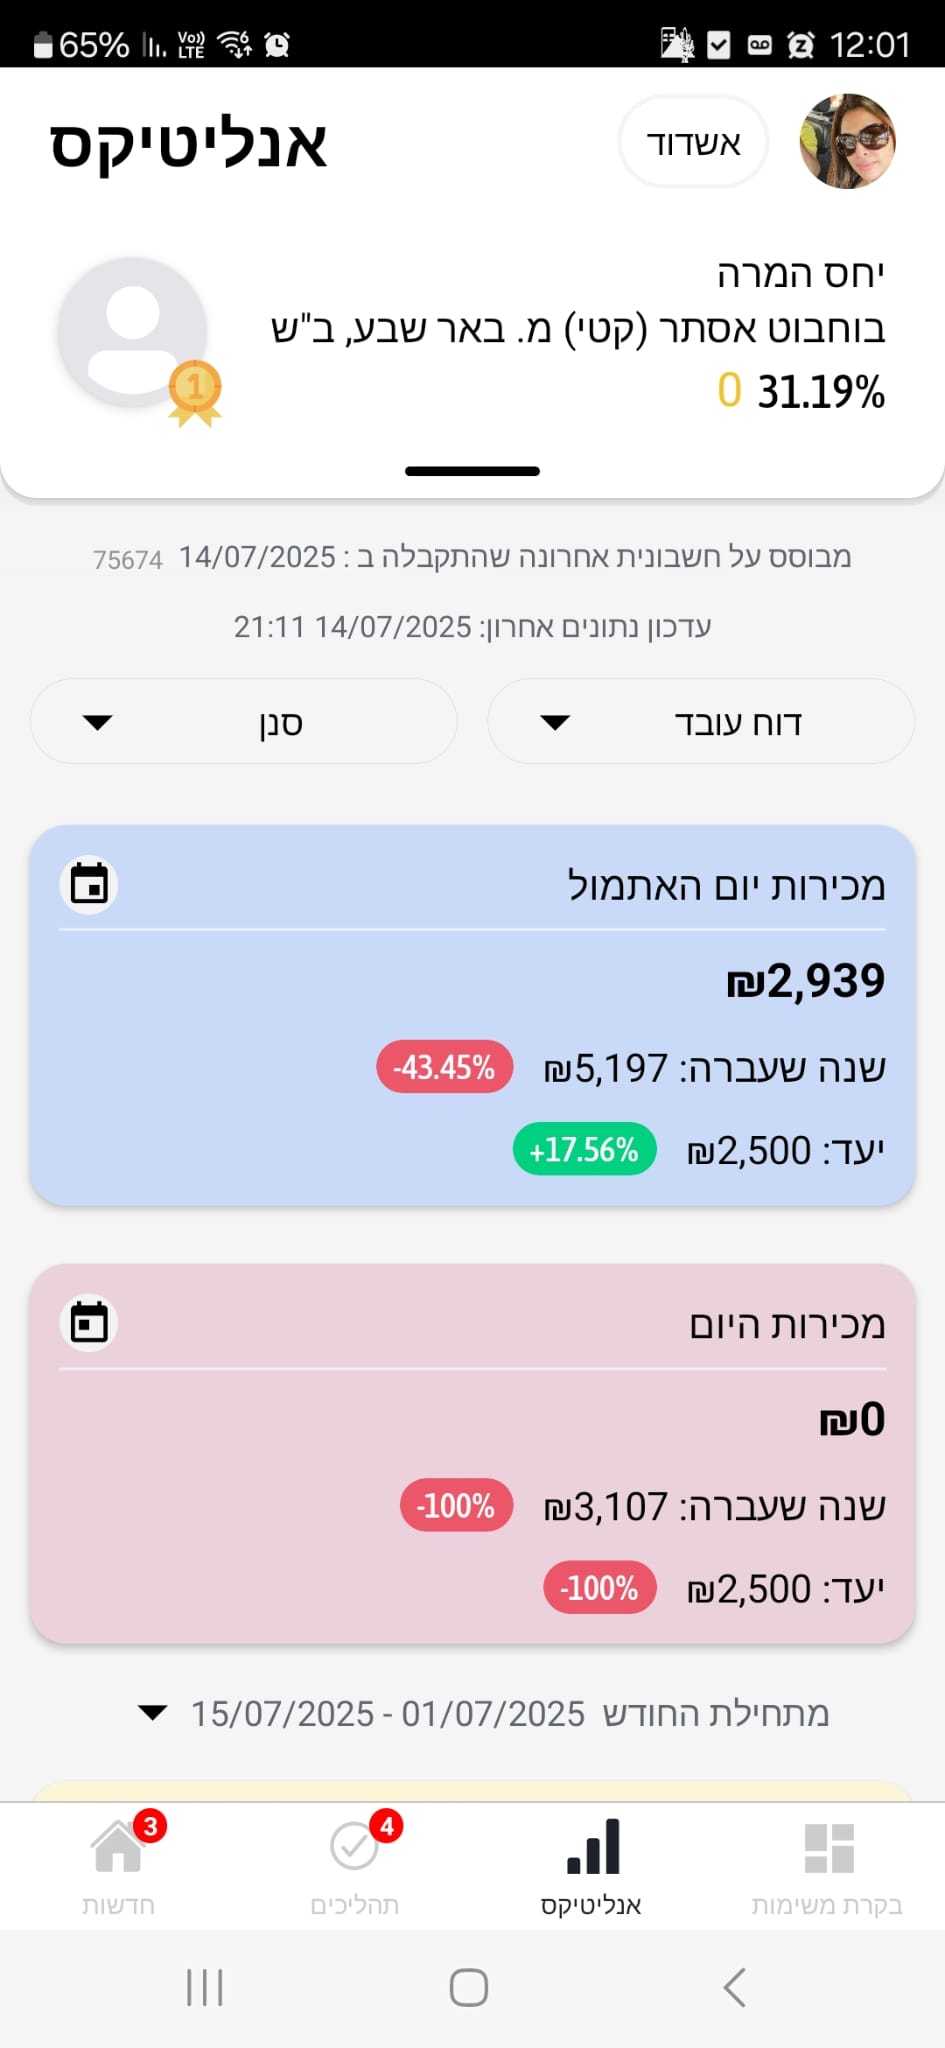 65% Vo)) LTE 6 12:01
אנליטיקס
אשדוד
יחס המרה
בוחבוט אסתר (קטי) מ. באר שבע, ב"ש
31.19% 0
1
מבוסס על חשבונית אחרונה שהתקבלה ב : 14/07/2025 75674
עדכון נתונים אחרון: 14/07/2025 21:11
דוח עובד
סנן
מכירות יום האתמול
₪2,939
שנה שעברה: ₪5,197 -43.45%
יעד: ₪2,500 +17.56%
מכירות היום
₪0
שנה שעברה: ₪3,107 -100%
יעד: ₪2,500 -100%
מתחילת החודש 01/07/2025 - 15/07/2025
בקרת משימות
אנליטיקס
4
תהליכים
3
חדשות